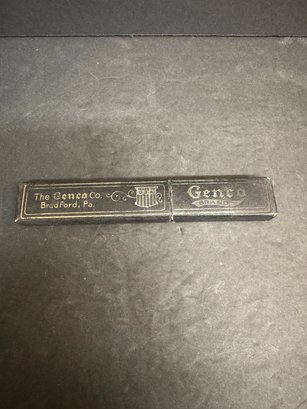 The Genco Co.
Bradford, Pa.
Genco
BRAND